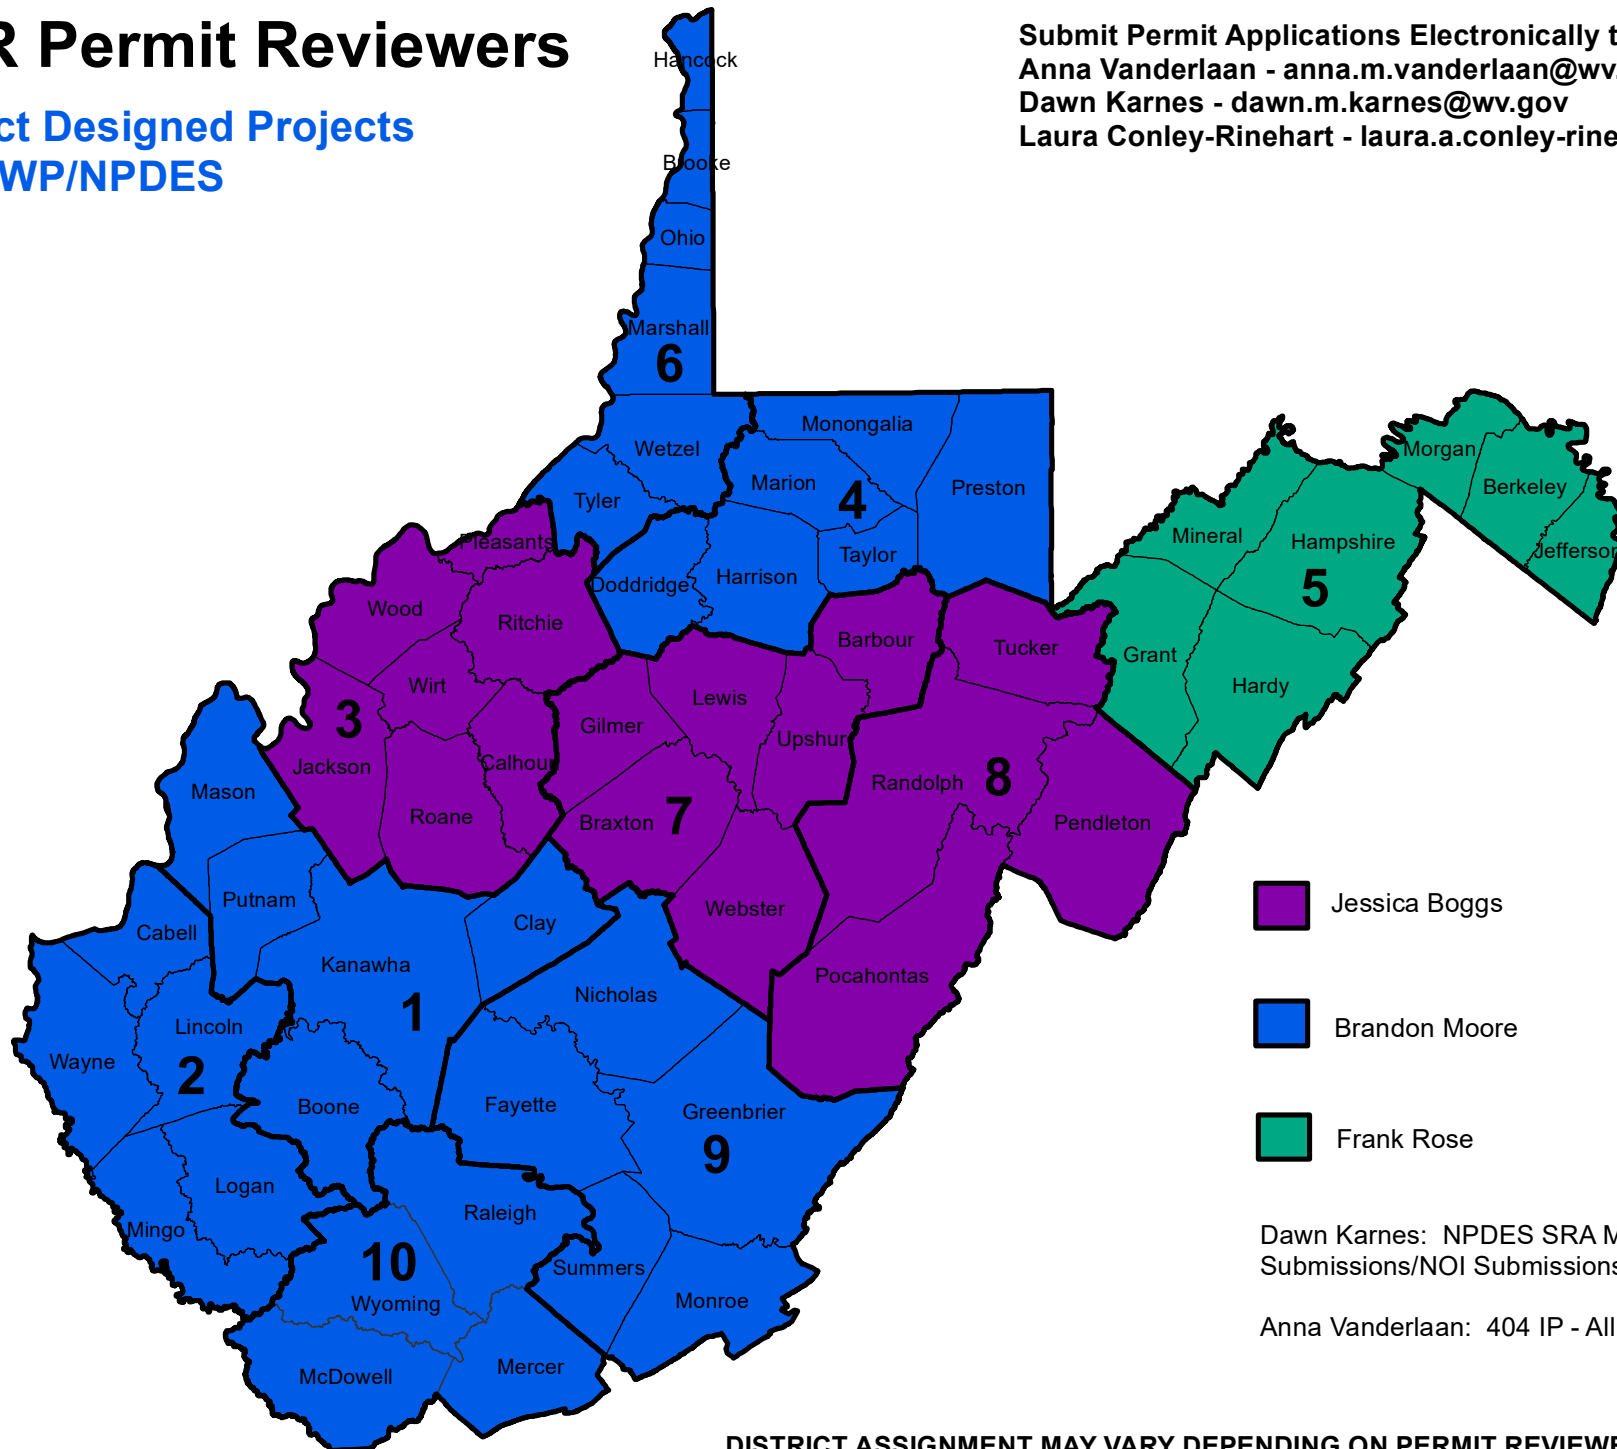 R Permit Reviewers
ct Designed Projects
WP/NPDES
Submit Permit Applications Electronically t
Anna Vanderlaan - anna.m.vanderlaan@wv.
Dawn Karnes - dawn.m.karnes@wv.gov
Laura Conley-Rinehart - laura.a.conley-rine
Hancock
Brooke
Ohio
Marshall
6
Wetzel
Tyler
Monongalia
Marion
4
Preston
Taylor
Harrison
Doddridge
Pleasants
Wood
Ritchie
Wirt
3
Jackson
Calhoun
Roane
Gilmer
Lewis
Upshur
Braxton
7
Webster
Barbour
Tucker
Randolph
8
Pendleton
Pocahontas
Morgan
Berkeley
Jefferson
Mineral
Hampshire
5
Grant
Hardy
Mason
Putnam
Cabell
Clay
Kanawha
1
Nicholas
Lincoln
2
Wayne
Boone
Fayette
Greenbrier
9
Logan
Mingo
Raleigh
10
Wyoming
Summers
Monroe
McDowell
Mercer
Jessica Boggs
Brandon Moore
Frank Rose
Dawn Karnes: NPDES SRA M
Submissions/NOI Submissions
Anna Vanderlaan: 404 IP - All
DISTRICT ASSIGNMENT MAY VARY DEPENDING ON PERMIT REVIEWE